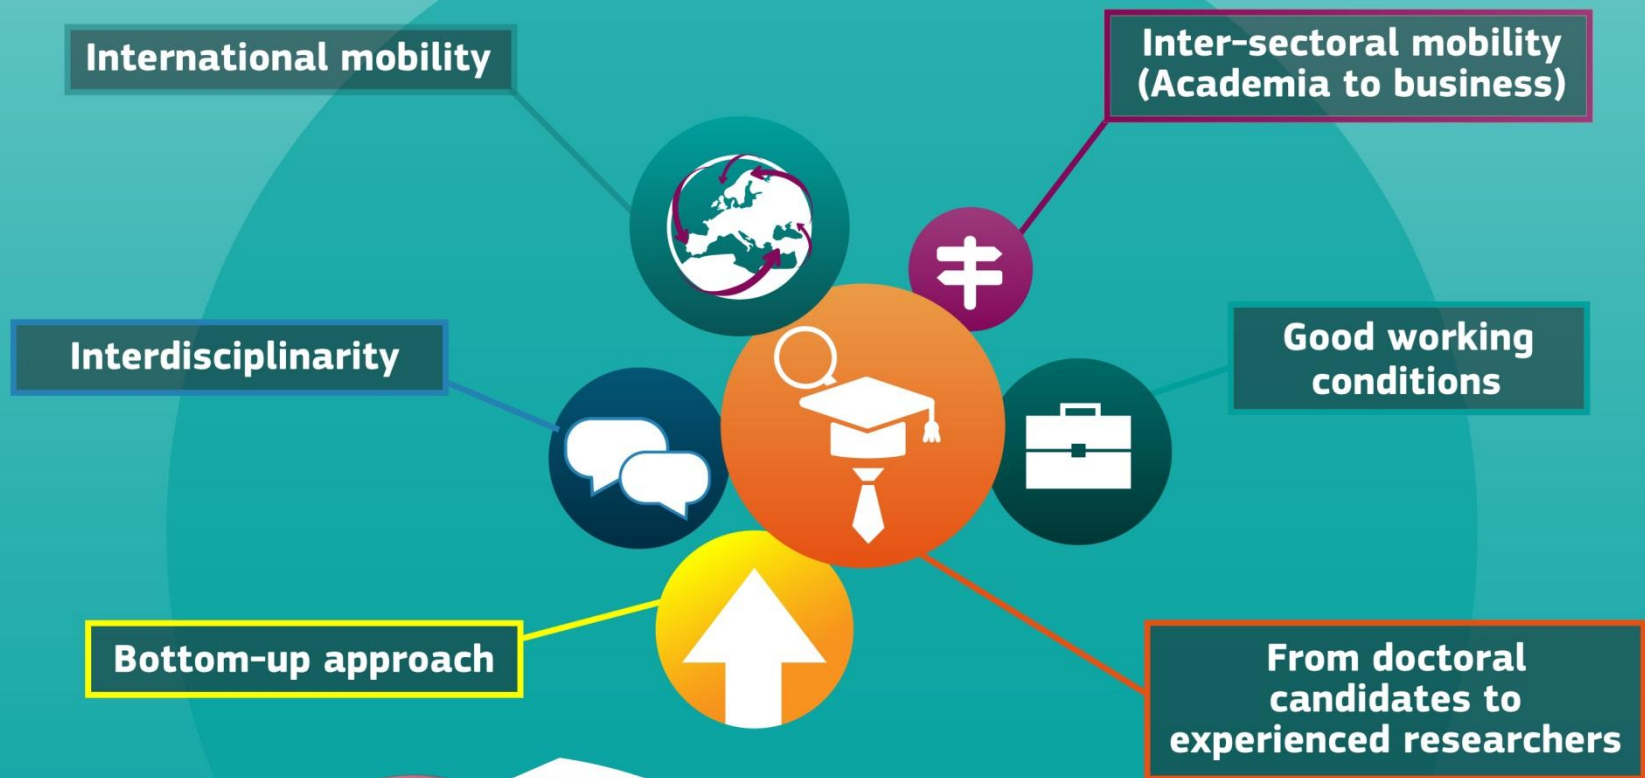 International mobility
Inter-sectoral mobility
(Academia to business)
Interdisciplinarity
Good working
conditions
Bottom-up approach
From doctoral
candidates to
experienced researchers